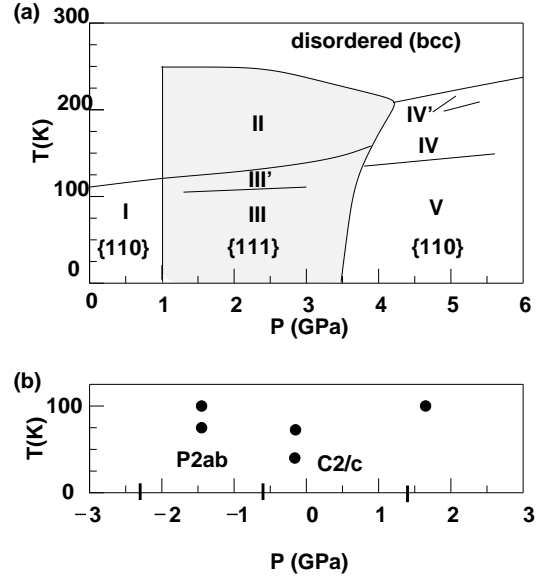 (a)
300
disordered (bcc)
200
II
IV'
IV
T(K)
III'
100
I
III
V
{110}
{111}
{110}
0
0 1 2 3 4 5 6
P (GPa)
(b)
100
T(K)
P2ab
C2/c
0
−3 −2 −1 0 1 2 3
P (GPa)